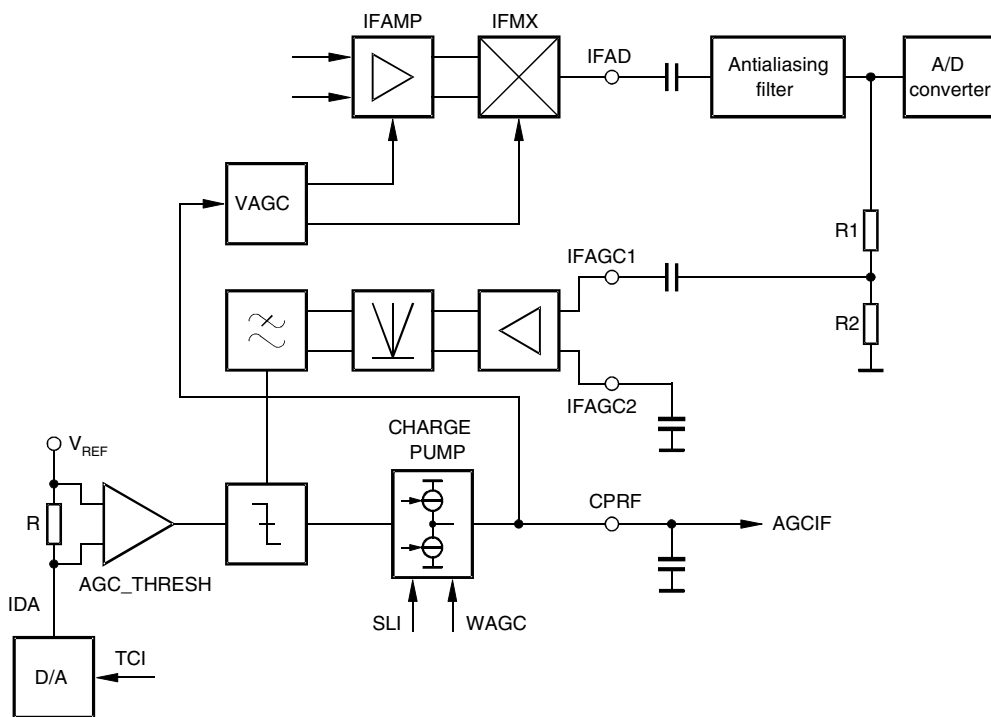 IFAMP
IFMX
IFAD
Antialiasing
filter
A/D
converter
VAGC
R1
IFAGC1
R2
IFAGC2
CHARGE
PUMP
VREF
R
CPRF
AGCIF
AGC_THRESH
IDA
SLI
WAGC
D/A
TCI